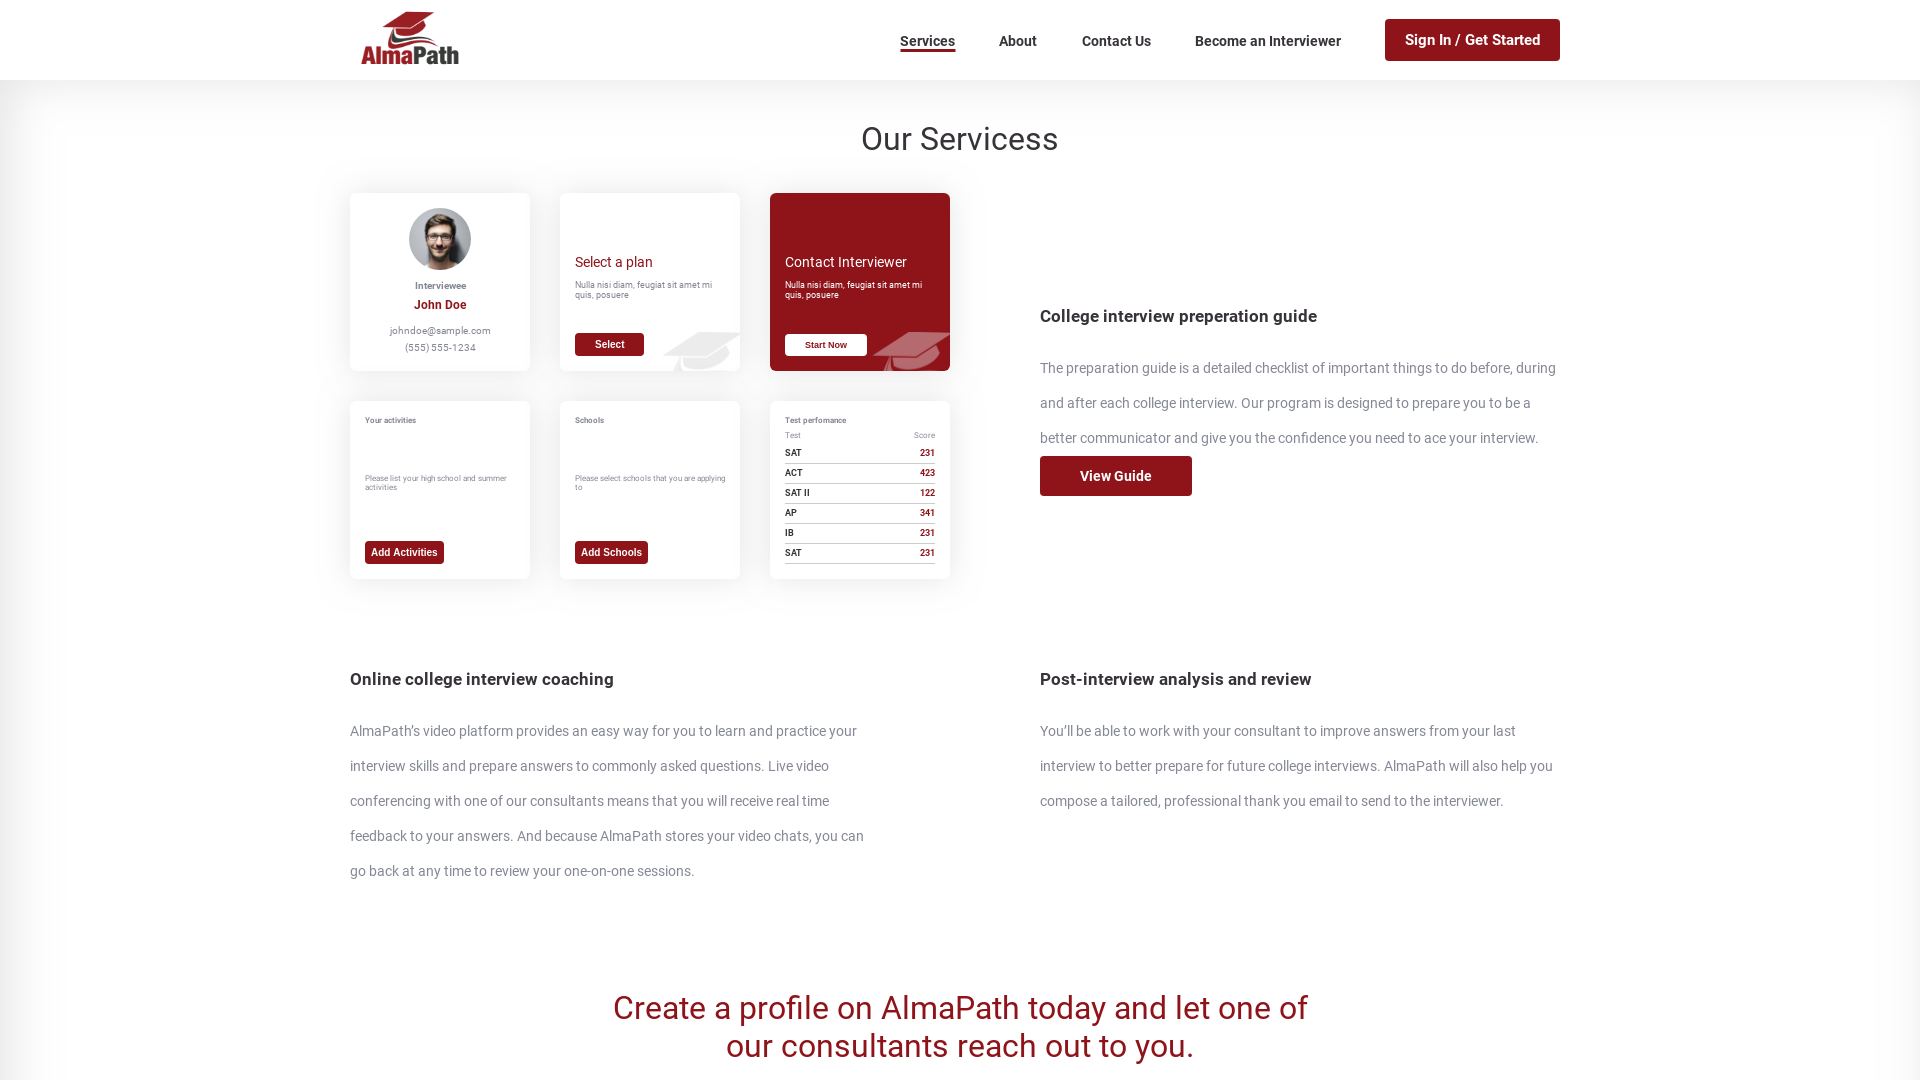 AlmaPath
Services
About
Contact Us
Become an Interviewer
Sign In / Get Started
Our Servicess
Interviewee
John Doe
johndoe@sample.com
(555) 555-1234
Select a plan
Nulla nisi diam, feugiat sit amet mi
quis, posuere
Select
Contact Interviewer
Nulla nisi diam, feugiat sit amet mi
quis, posuere
Start Now
Your activities
Please list your high school and summer
activities
Add Activities
Schools
Please select schools that you are applying
to
Add Schools
Test perfomance
Test Score
SAT 231
ACT 423
SAT II 122
AP 341
IB 231
SAT 231
College interview preperation guide
The preparation guide is a detailed checklist of important things to do before, during
and after each college interview. Our program is designed to prepare you to be a
better communicator and give you the confidence you need to ace your interview.
View Guide
Online college interview coaching
AlmaPath’s video platform provides an easy way for you to learn and practice your
interview skills and prepare answers to commonly asked questions. Live video
conferencing with one of our consultants means that you will receive real time
feedback to your answers. And because AlmaPath stores your video chats, you can
go back at any time to review your one-on-one sessions.
Post-interview analysis and review
You’ll be able to work with your consultant to improve answers from your last
interview to better prepare for future college interviews. AlmaPath will also help you
compose a tailored, professional thank you email to send to the interviewer.
Create a profile on AlmaPath today and let one of
our consultants reach out to you.